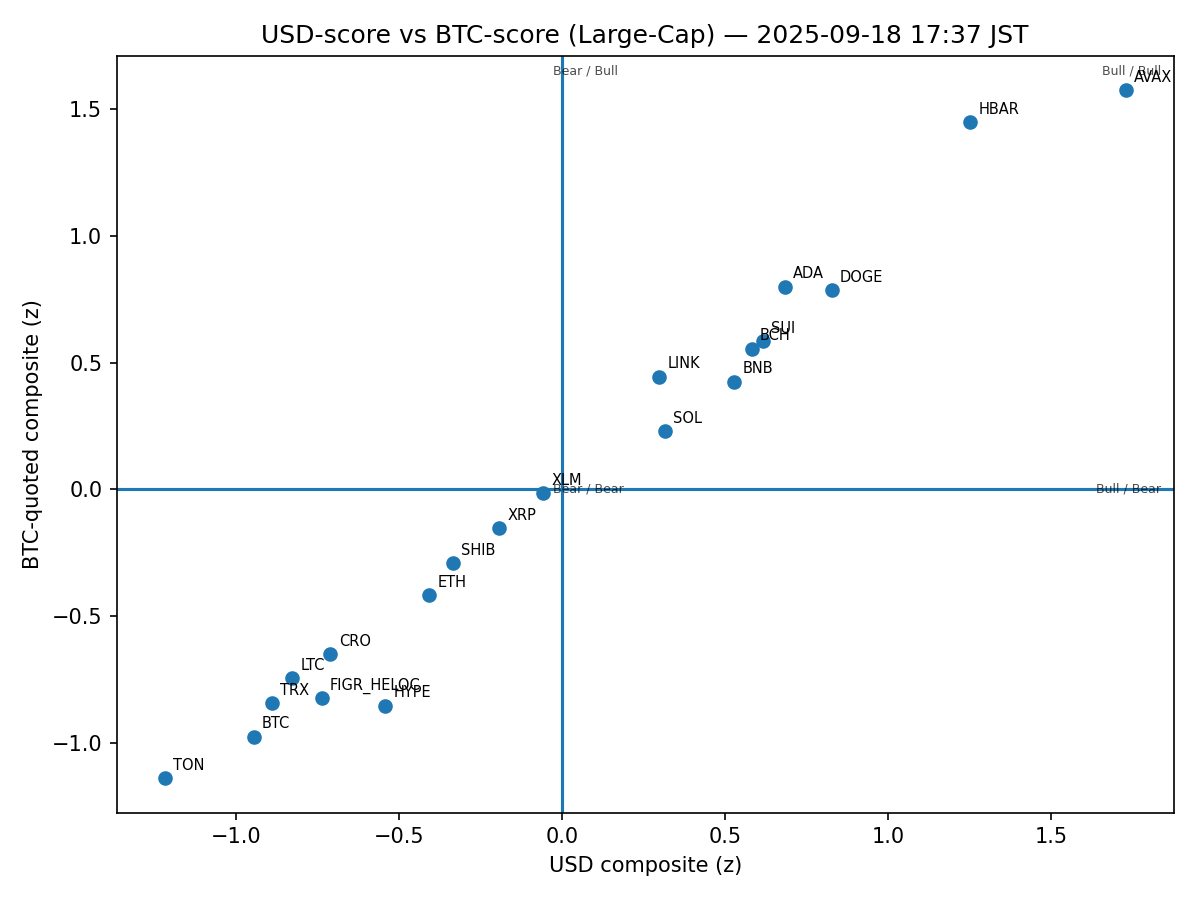 USD-score vs BTC-score (Large-Cap) — 2025-09-18 17:37 JST
Bear / Bull
Bull / Bull
AVAX
1.5
HBAR
1.0
ADA
DOGE
SUI
BCH
0.5
LINK
BNB
SOL
XLM
0.0
Bear / Bear
Bull / Bear
XRP
SHIB
ETH
−0.5
CRO
LTC
FIGR_HELOC
TRX
HYPE
BTC
−1.0
TON
−1.0
−0.5
0.0
0.5
1.0
1.5
USD composite (z)
BTC-quoted composite (z)